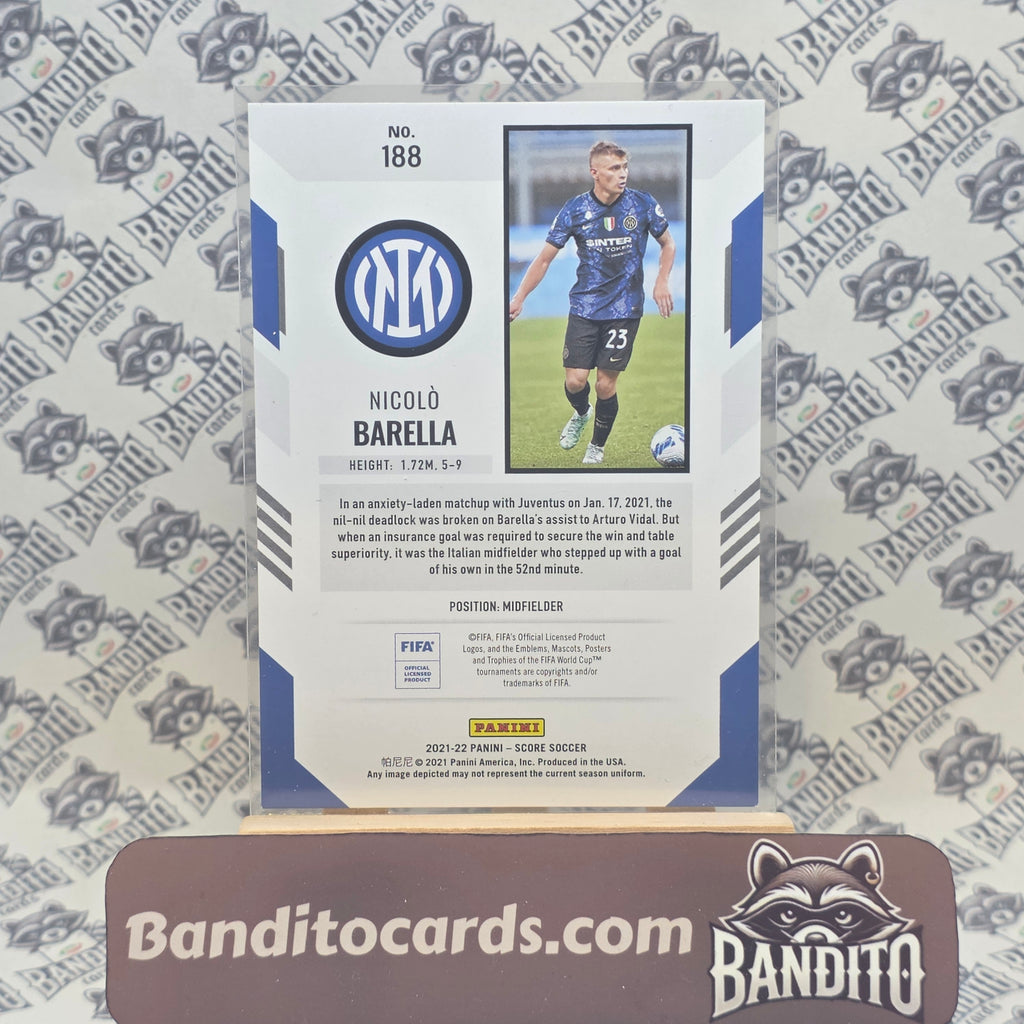 No.
188
NICOLÒ
BARELLA
HEIGHT: 1.72M, 5-9
$INTER
FAN TOKEN
23
In an anxiety-laden matchup with Juventus on Jan. 17, 2021, the
nil-nil deadlock was broken on Barella's assist to Arturo Vidal. But
when an insurance goal was required to secure the win and table
superiority, it was the Italian midfielder who stepped up with a goal
of his own in the 52nd minute.
POSITION: MIDFIELDER
FIFA®
OFFICIAL
LICENSED
PRODUCT
©FIFA, FIFA's Official Licensed Product
Logos, and the Emblems, Mascots, Posters
and Trophies of the FIFA World Cup™
tournaments are copyrights and/or
trademarks of FIFA.
PANINI
2021-22 PANINI – SCORE SOCCER
帕尼尼 © 2021 Panini America, Inc. Produced in the USA.
Any image depicted may not represent the current season uniform.
Banditocards.com
BANDITO
BANDITO
cards